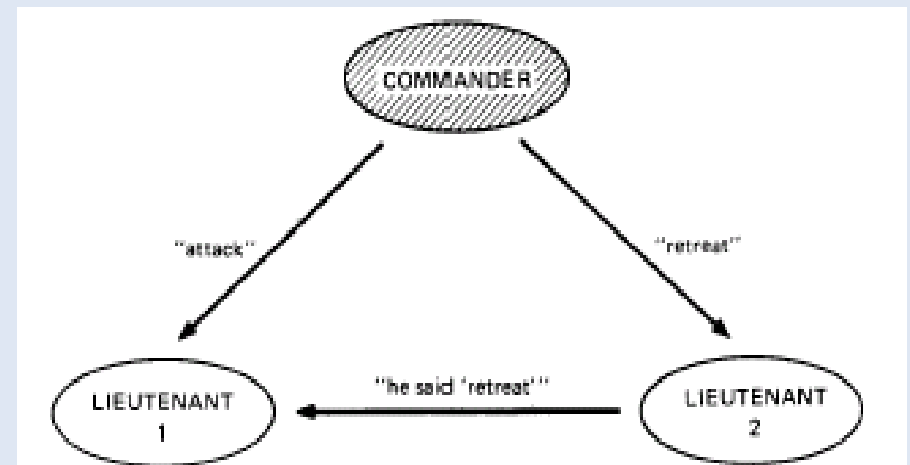 COMMANDER
"attack"
"retreat"
"he said 'retreat'"
LIEUTENANT
1
LIEUTENANT
2